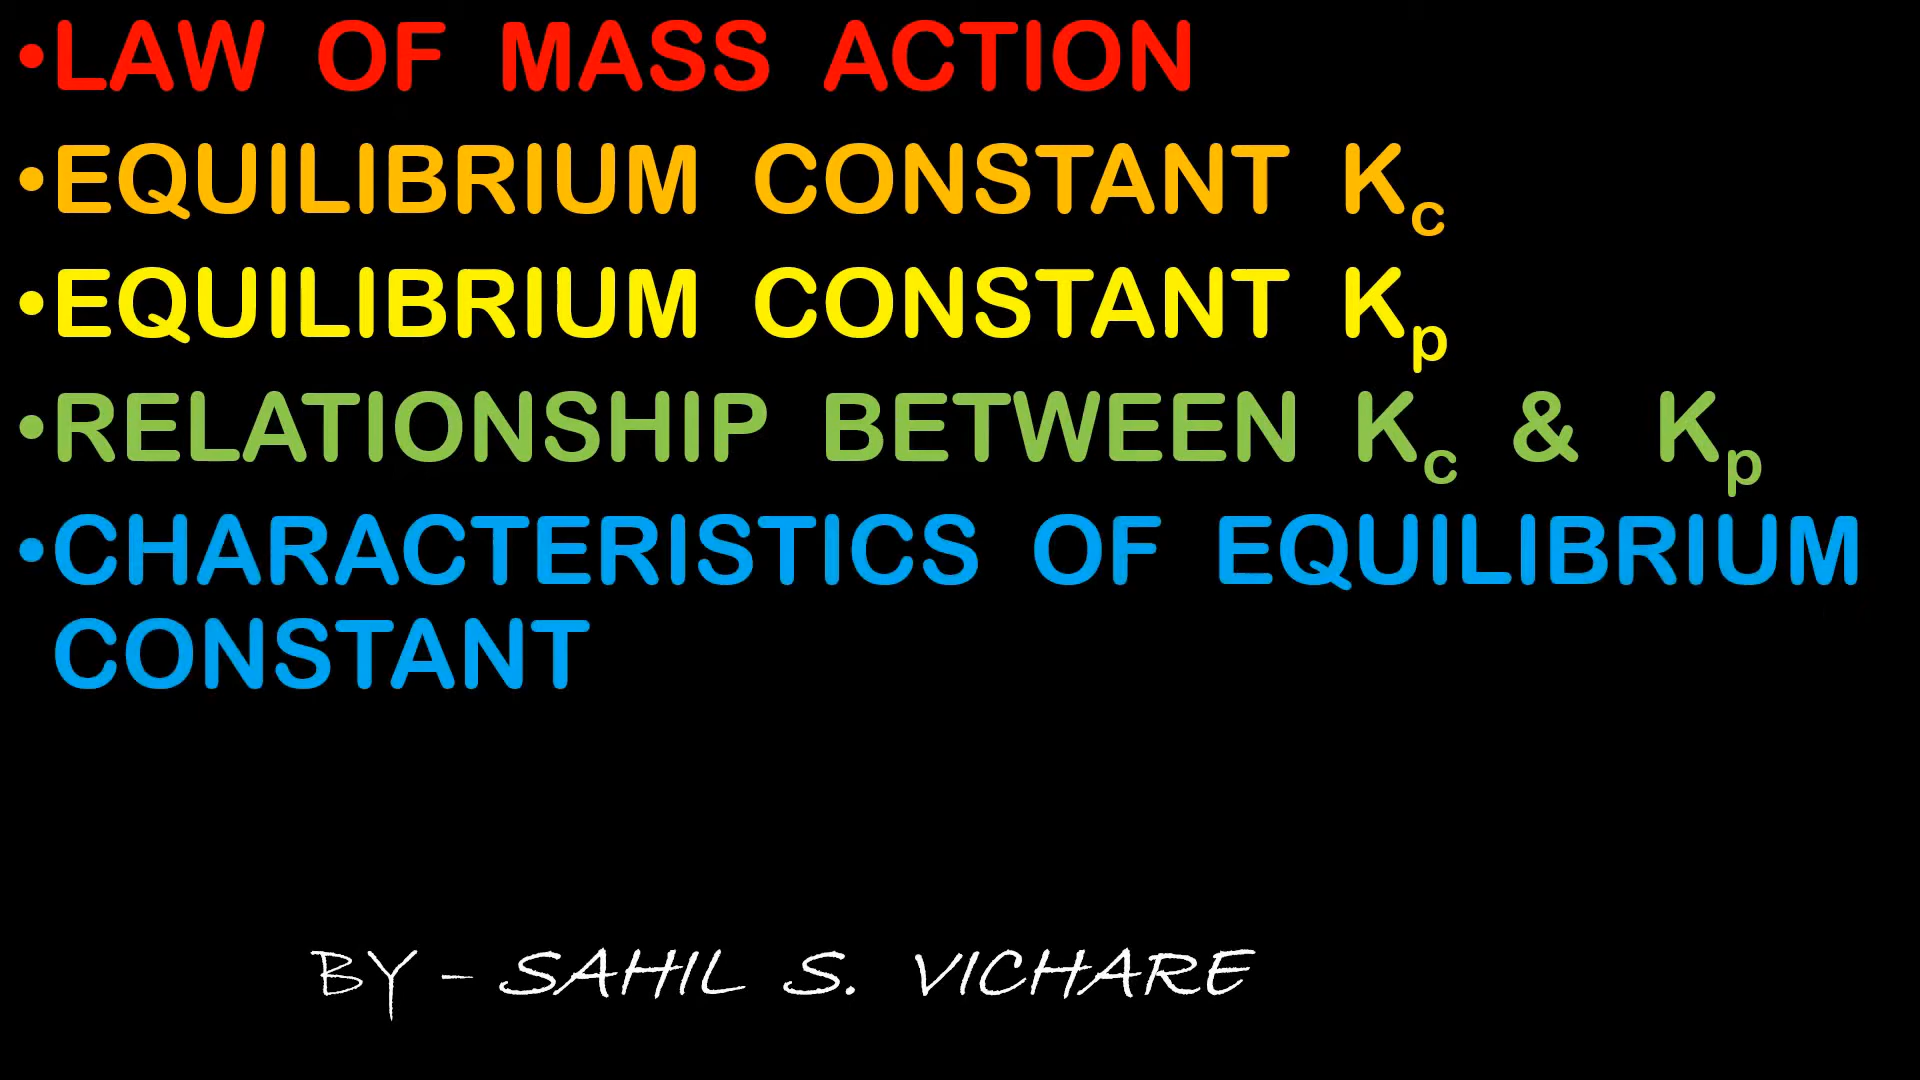 •LAW OF MASS ACTION
•EQUILIBRIUM CONSTANT Kc
•EQUILIBRIUM CONSTANT Kp
•RELATIONSHIP BETWEEN Kc & Kp
•CHARACTERISTICS OF EQUILIBRIUM
CONSTANT
BY - SAHIL S. VICHARE